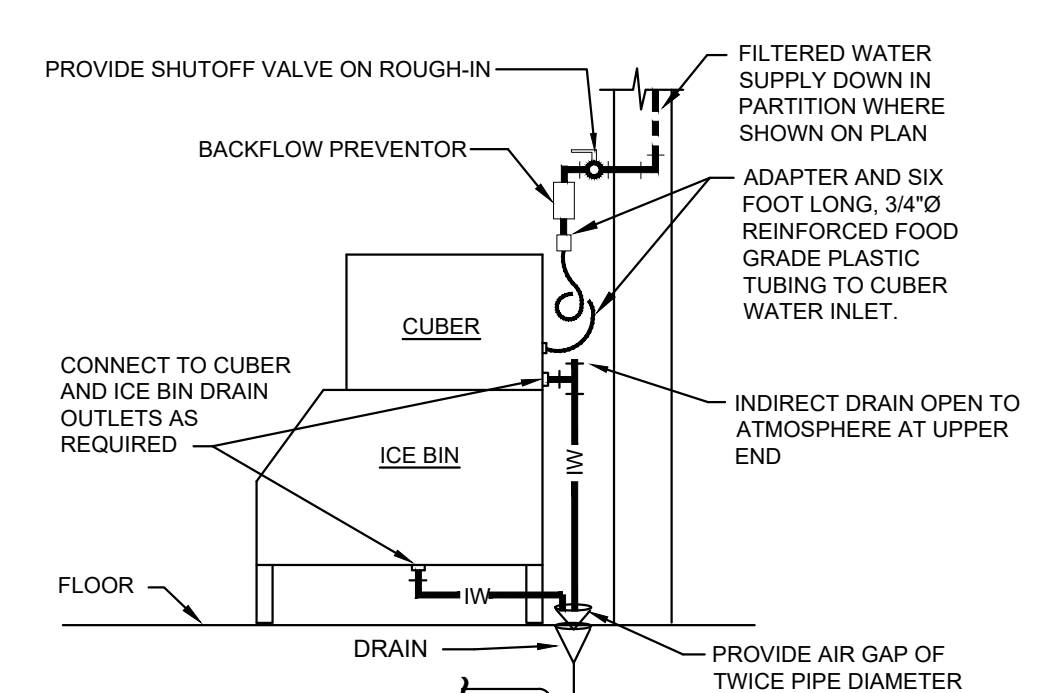 PROVIDE SHUTOFF VALVE ON ROUGH-IN
FILTERED WATER
SUPPLY DOWN IN
PARTITION WHERE
SHOWN ON PLAN
BACKFLOW PREVENTOR
ADAPTER AND SIX
FOOT LONG, 3/4"Ø
REINFORCED FOOD
GRADE PLASTIC
TUBING TO CUBER
WATER INLET.
CUBER
CONNECT TO CUBER
AND ICE BIN DRAIN
OUTLETS AS
REQUIRED
INDIRECT DRAIN OPEN TO
ATMOSPHERE AT UPPER
END
ICE BIN
IW
FLOOR
IW
DRAIN
PROVIDE AIR GAP OF
TWICE PIPE DIAMETER